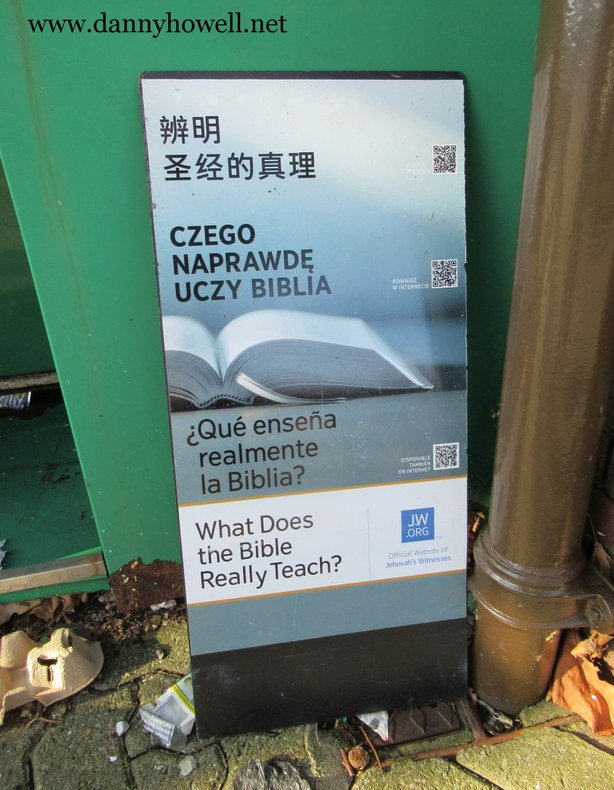 www.dannyhowell.net
辨明
圣经的真理
CZEGO
NAPRAWDĘ
UCZY BIBLIA
RÓWNIEŻ
W INTERNECIE
¿Qué enseña
realmente
la Biblia?
DISPONIBLE
TAMBIÉN
EN INTERNET
What Does
the Bible
Really Teach?
JW
.ORG
Official Website of
Jehovah's Witnesses